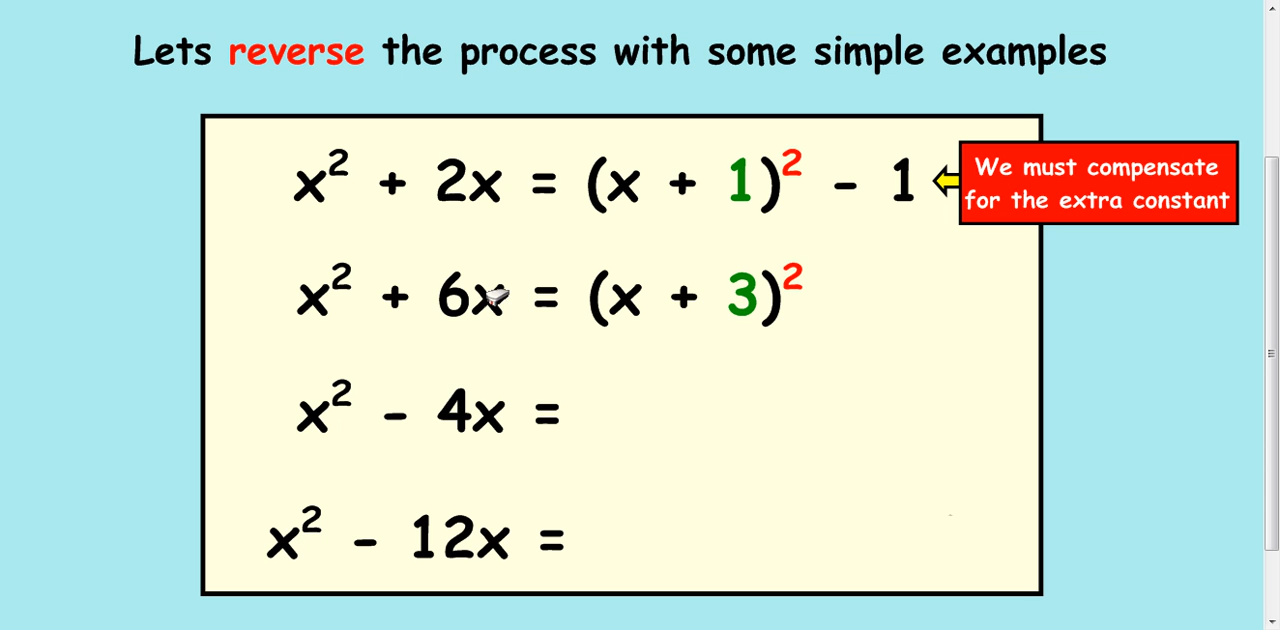 Lets reverse the process with some simple examples
x² + 2x = (x + 1)² - 1
We must compensate
for the extra constant
x² + 6x = (x + 3)²
x² - 4x =
x² - 12x =